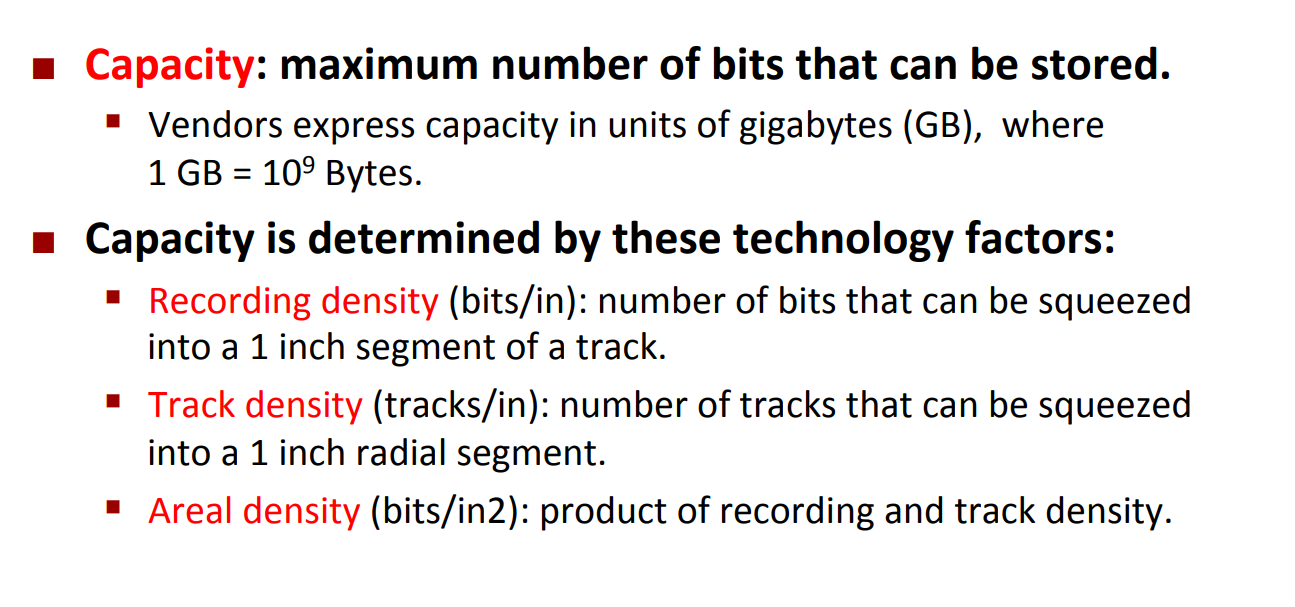 ■ Capacity: maximum number of bits that can be stored.
▪ Vendors express capacity in units of gigabytes (GB),  where
1 GB = 10⁹ Bytes.
■ Capacity is determined by these technology factors:
▪ Recording density (bits/in): number of bits that can be squeezed
into a 1 inch segment of a track.
▪ Track density (tracks/in): number of tracks that can be squeezed
into a 1 inch radial segment.
▪ Areal density (bits/in2): product of recording and track density.